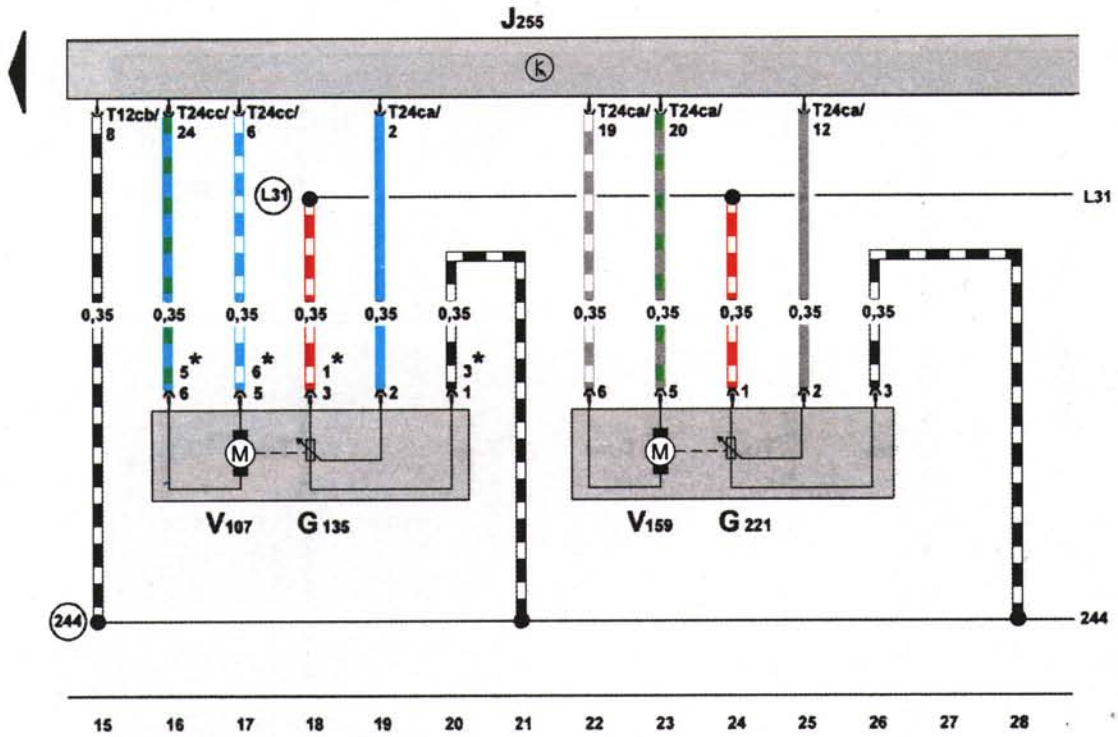 J255
T12cb/ T24cc/ T24cc/ T24ca/ T24ca/ T24ca/ T24ca/
8 24 6 2 19 20 12
L31 L31
0,35 0,35 0,35 0,35 0,35 0,35 0,35 0,35 0,35 0,35 0,35
5* 6* 1* 3*
6 5 3 2 1 6 5 1 2 3
M M
V107 G135 V159 G221
244 244
15 16 17 18 19 20 21 22 23 24 25 26 27 28